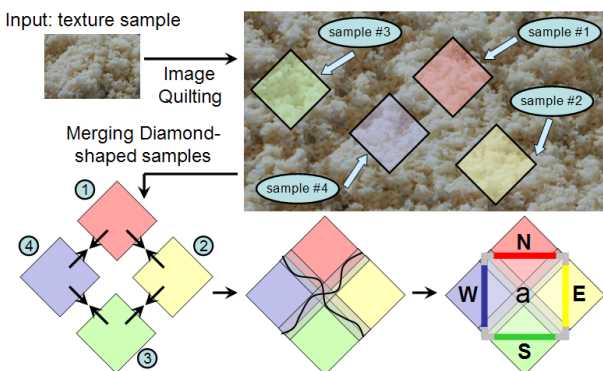 Input: texture sample
Image
Quilting
sample #3
sample #1
sample #2
sample #4
Merging Diamond-
shaped samples
1
4
2
3
N
W
a
E
S